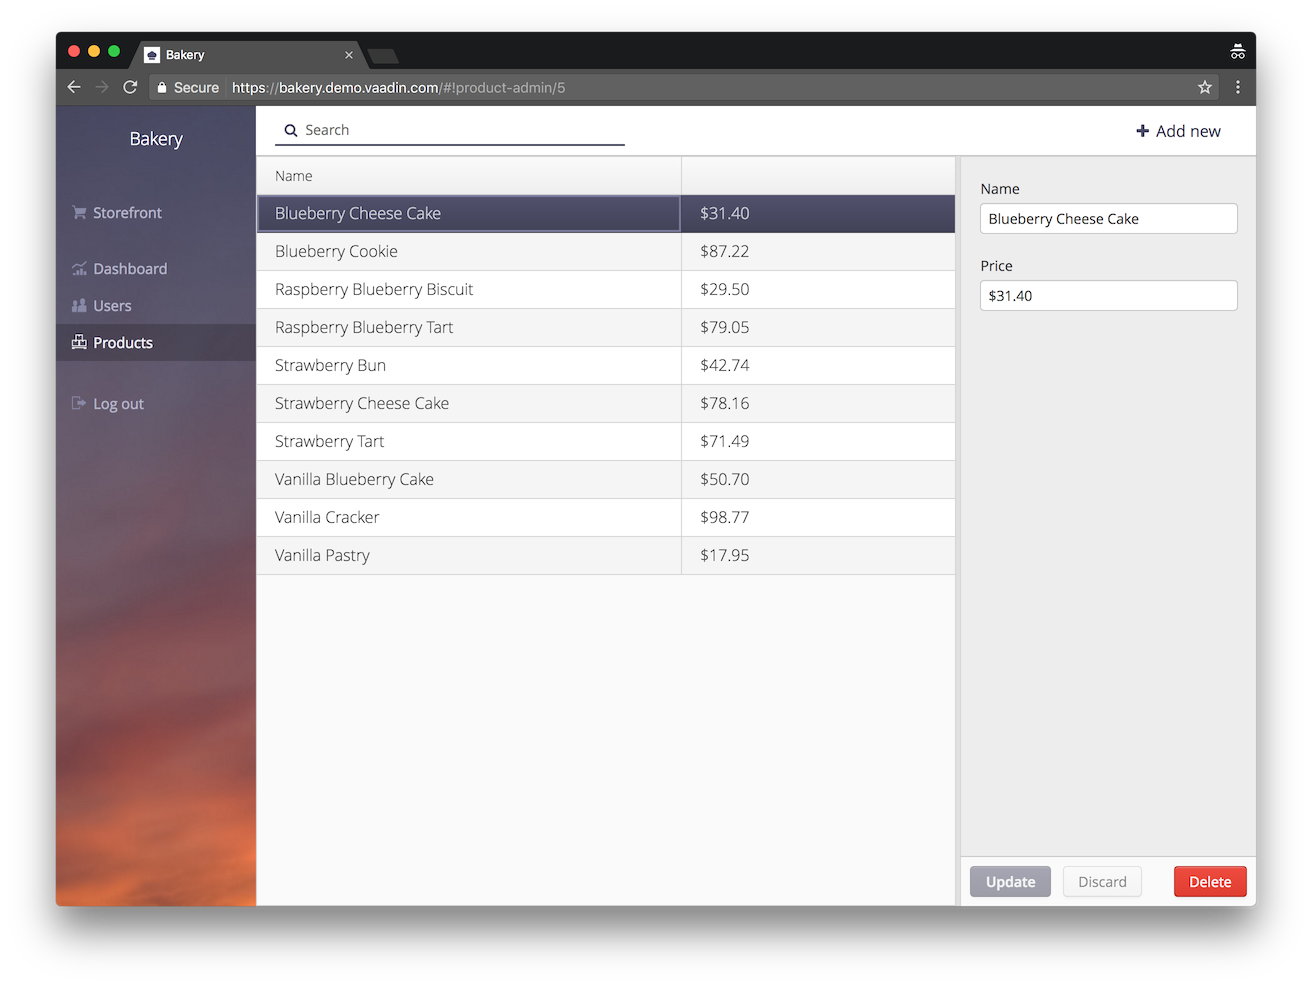 Bakery
Secure https://bakery.demo.vaadin.com/#!product-admin/5
Bakery
Storefront
Dashboard
Users
Products
Log out
Search
Add new
Name
Blueberry Cheese Cake $31.40
Blueberry Cookie $87.22
Raspberry Blueberry Biscuit $29.50
Raspberry Blueberry Tart $79.05
Strawberry Bun $42.74
Strawberry Cheese Cake $78.16
Strawberry Tart $71.49
Vanilla Blueberry Cake $50.70
Vanilla Cracker $98.77
Vanilla Pastry $17.95
Name
Blueberry Cheese Cake
Price
$31.40
Update Discard Delete